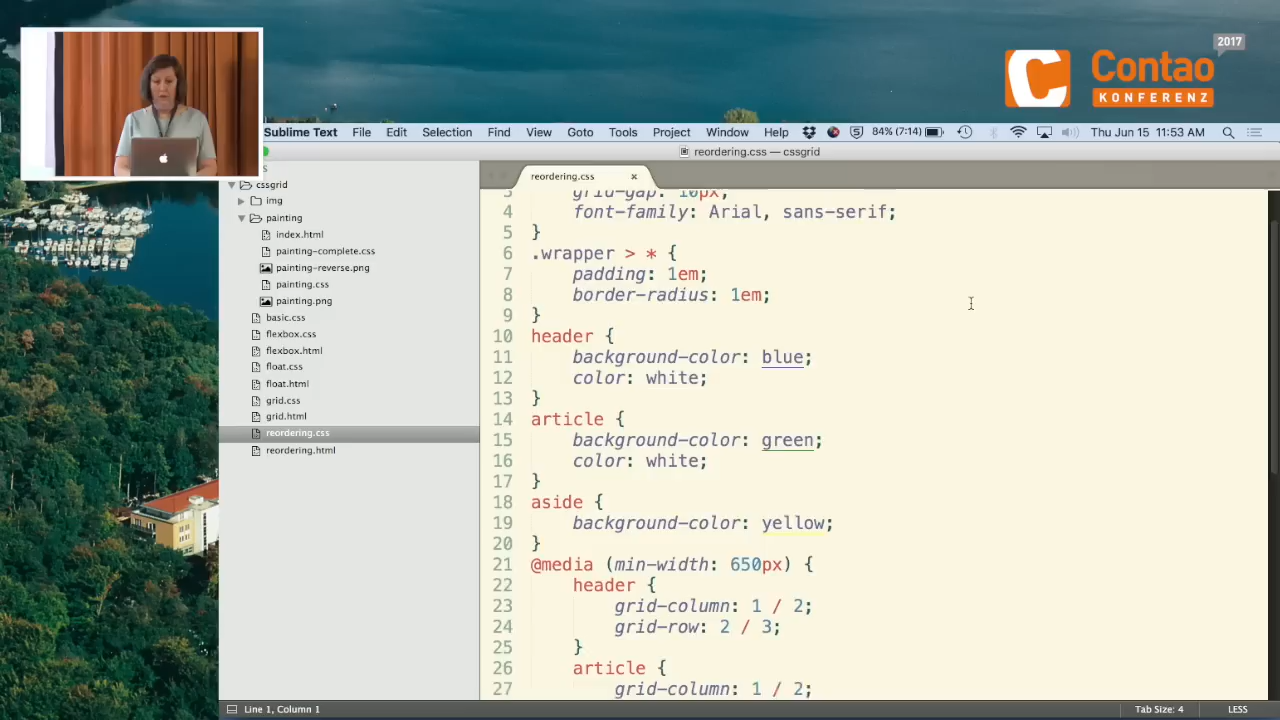 2017
Contao
KONFERENZ
Sublime Text File Edit Selection Find View Goto Tools Project Window Help 5 84% (7:14) Thu Jun 15 11:53 AM
reordering.css — cssgrid
reordering.css ×
cssgrid
img
painting
index.html
painting-complete.css
painting-reverse.png
painting.css
painting.png
basic.css
flexbox.css
flexbox.html
float.css
float.html
grid.css
grid.html
reordering.css
reordering.html
3 grid-gap: 10px;
4 font-family: Arial, sans-serif;
5 }
6 .wrapper > * {
7 padding: 1em;
8 border-radius: 1em;
9 }
10 header {
11 background-color: blue;
12 color: white;
13 }
14 article {
15 background-color: green;
16 color: white;
17 }
18 aside {
19 background-color: yellow;
20 }
21 @media (min-width: 650px) {
22 header {
23 grid-column: 1 / 2;
24 grid-row: 2 / 3;
25 }
26 article {
27 grid-column: 1 / 2;
Line 1, Column 1 Tab Size: 4 LESS